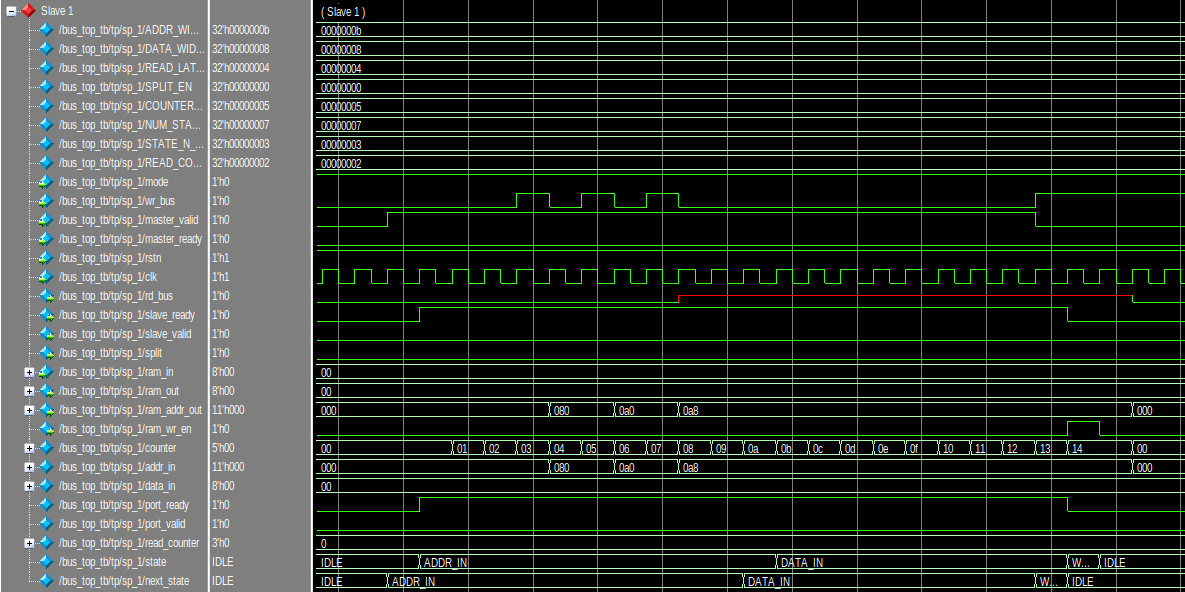 Slave 1 ( Slave 1 )
/bus_top_tb/tp/sp_1/ADDR_WI... 32'h0000000b 0000000b
/bus_top_tb/tp/sp_1/DATA_WID... 32'h00000008 00000008
/bus_top_tb/tp/sp_1/READ_LAT... 32'h00000004 00000004
/bus_top_tb/tp/sp_1/SPLIT_EN 32'h00000000 00000000
/bus_top_tb/tp/sp_1/COUNTER... 32'h00000005 00000005
/bus_top_tb/tp/sp_1/NUM_STA... 32'h00000007 00000007
/bus_top_tb/tp/sp_1/STATE_N_... 32'h00000003 00000003
/bus_top_tb/tp/sp_1/READ_CO... 32'h00000002 00000002
/bus_top_tb/tp/sp_1/mode 1'h0
/bus_top_tb/tp/sp_1/wr_bus 1'h0
/bus_top_tb/tp/sp_1/master_valid 1'h0
/bus_top_tb/tp/sp_1/master_ready 1'h0
/bus_top_tb/tp/sp_1/rstn 1'h1
/bus_top_tb/tp/sp_1/clk 1'h1
/bus_top_tb/tp/sp_1/rd_bus 1'h0
/bus_top_tb/tp/sp_1/slave_ready 1'h0
/bus_top_tb/tp/sp_1/slave_valid 1'h0
/bus_top_tb/tp/sp_1/split 1'h0
/bus_top_tb/tp/sp_1/ram_in 8'h00 00
/bus_top_tb/tp/sp_1/ram_out 8'h00 00
/bus_top_tb/tp/sp_1/ram_addr_out 11'h000 000 080 0a0 0a8 000
/bus_top_tb/tp/sp_1/ram_wr_en 1'h0
/bus_top_tb/tp/sp_1/counter 5'h00 00 01 02 03 04 05 06 07 08 09 0a 0b 0c 0d 0e 0f 10 11 12 13 14 00
/bus_top_tb/tp/sp_1/addr_in 11'h000 000 080 0a0 0a8 000
/bus_top_tb/tp/sp_1/data_in 8'h00 00
/bus_top_tb/tp/sp_1/port_ready 1'h0
/bus_top_tb/tp/sp_1/port_valid 1'h0
/bus_top_tb/tp/sp_1/read_counter 3'h0 0
/bus_top_tb/tp/sp_1/state IDLE IDLE ADDR_IN DATA_IN W... IDLE
/bus_top_tb/tp/sp_1/next_state IDLE IDLE ADDR_IN DATA_IN W... IDLE